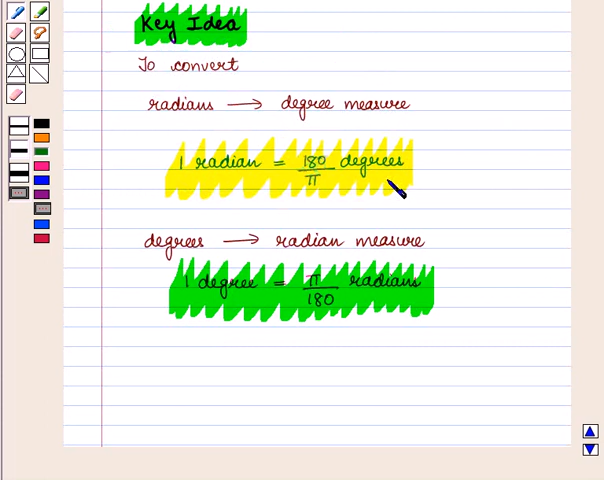 Key Idea
To convert
radians → degree measure
1 radian = 180/π degrees
degrees → radian measure
1 degree = π/180 radians